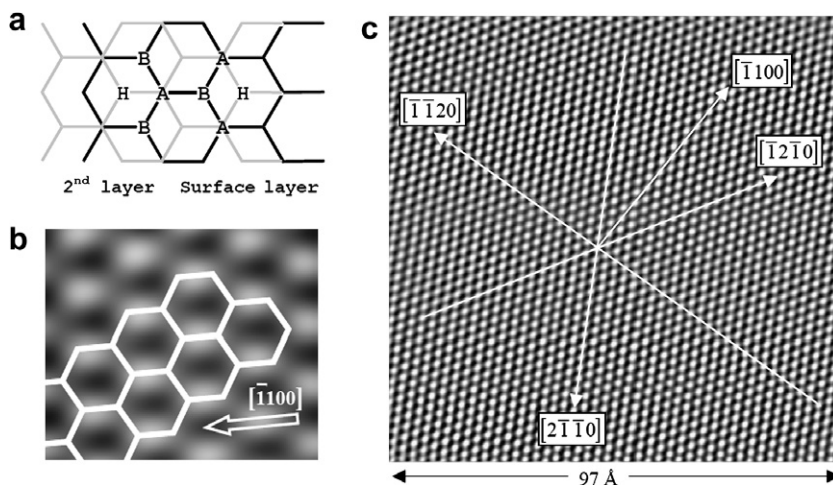 a
B A
H A B H
B A
2ⁿᵈ layer Surface layer
b
[1̄100]
c
[1̄100]
[1̄1̄20]
[1̄21̄0]
[21̄1̄0]
97 Å